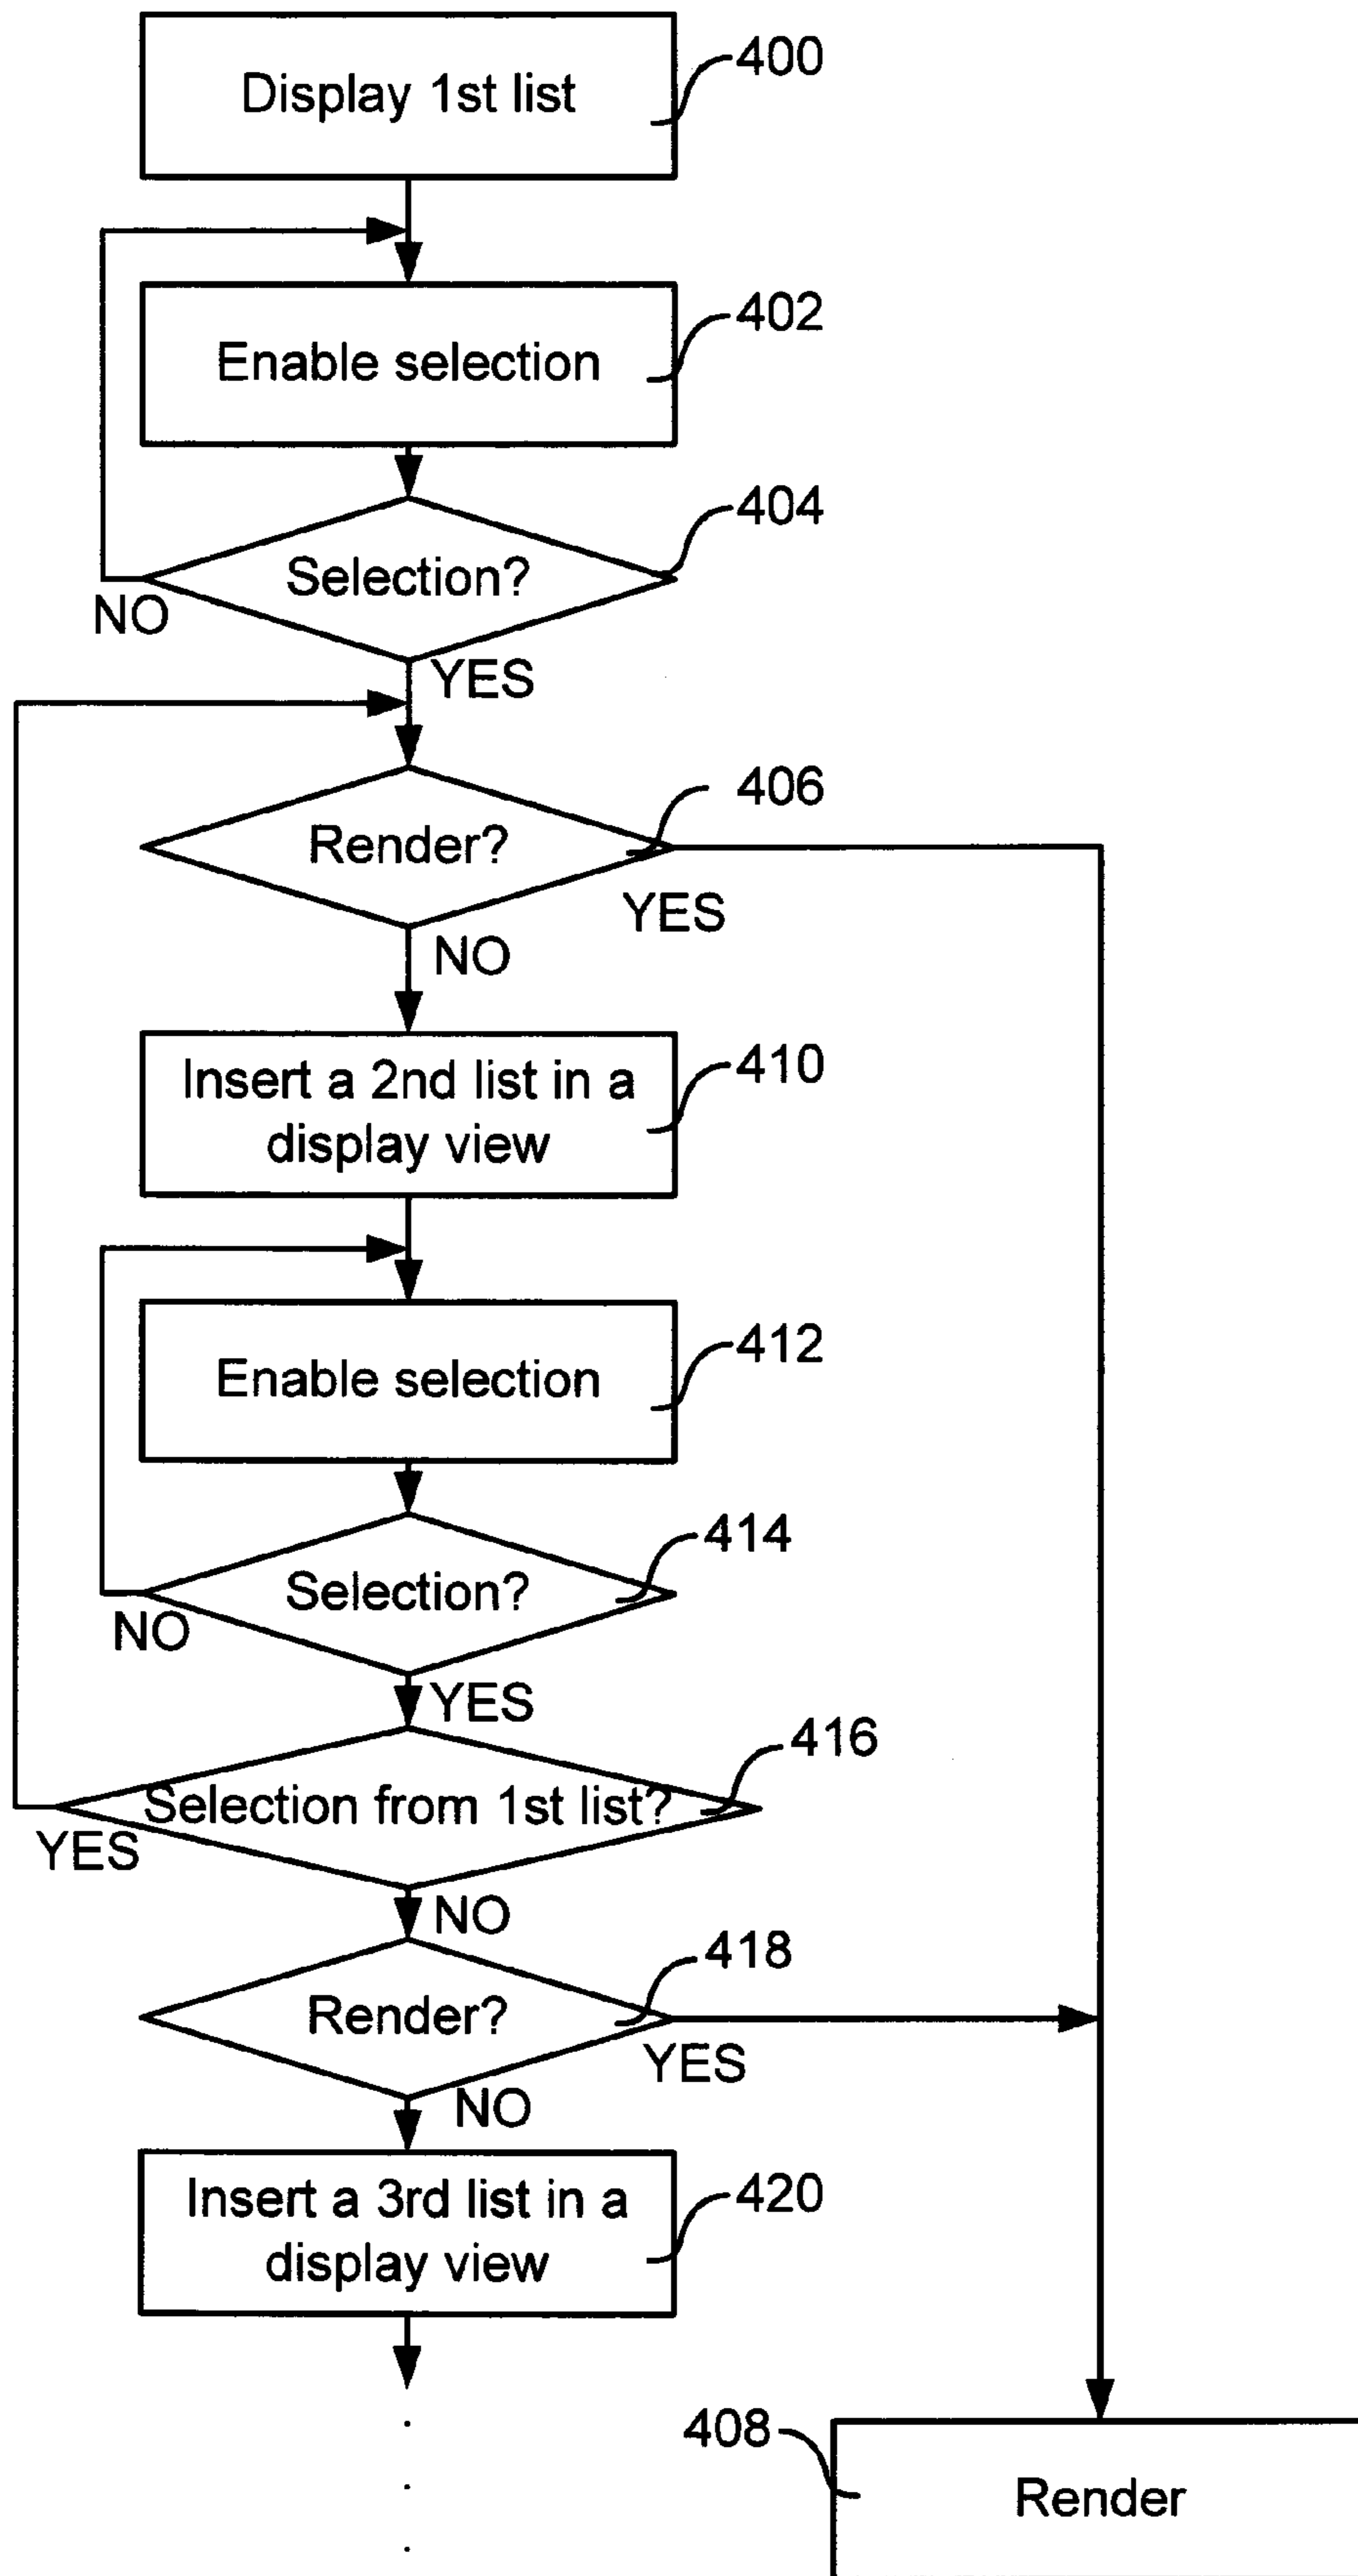 Display 1st list
400
Enable selection
402
404
Selection?
NO
YES
406
Render?
YES
NO
Insert a 2nd list in a
display view
410
Enable selection
412
414
Selection?
NO
YES
416
Selection from 1st list?
YES
NO
418
Render?
YES
NO
Insert a 3rd list in a
display view
420
408
Render